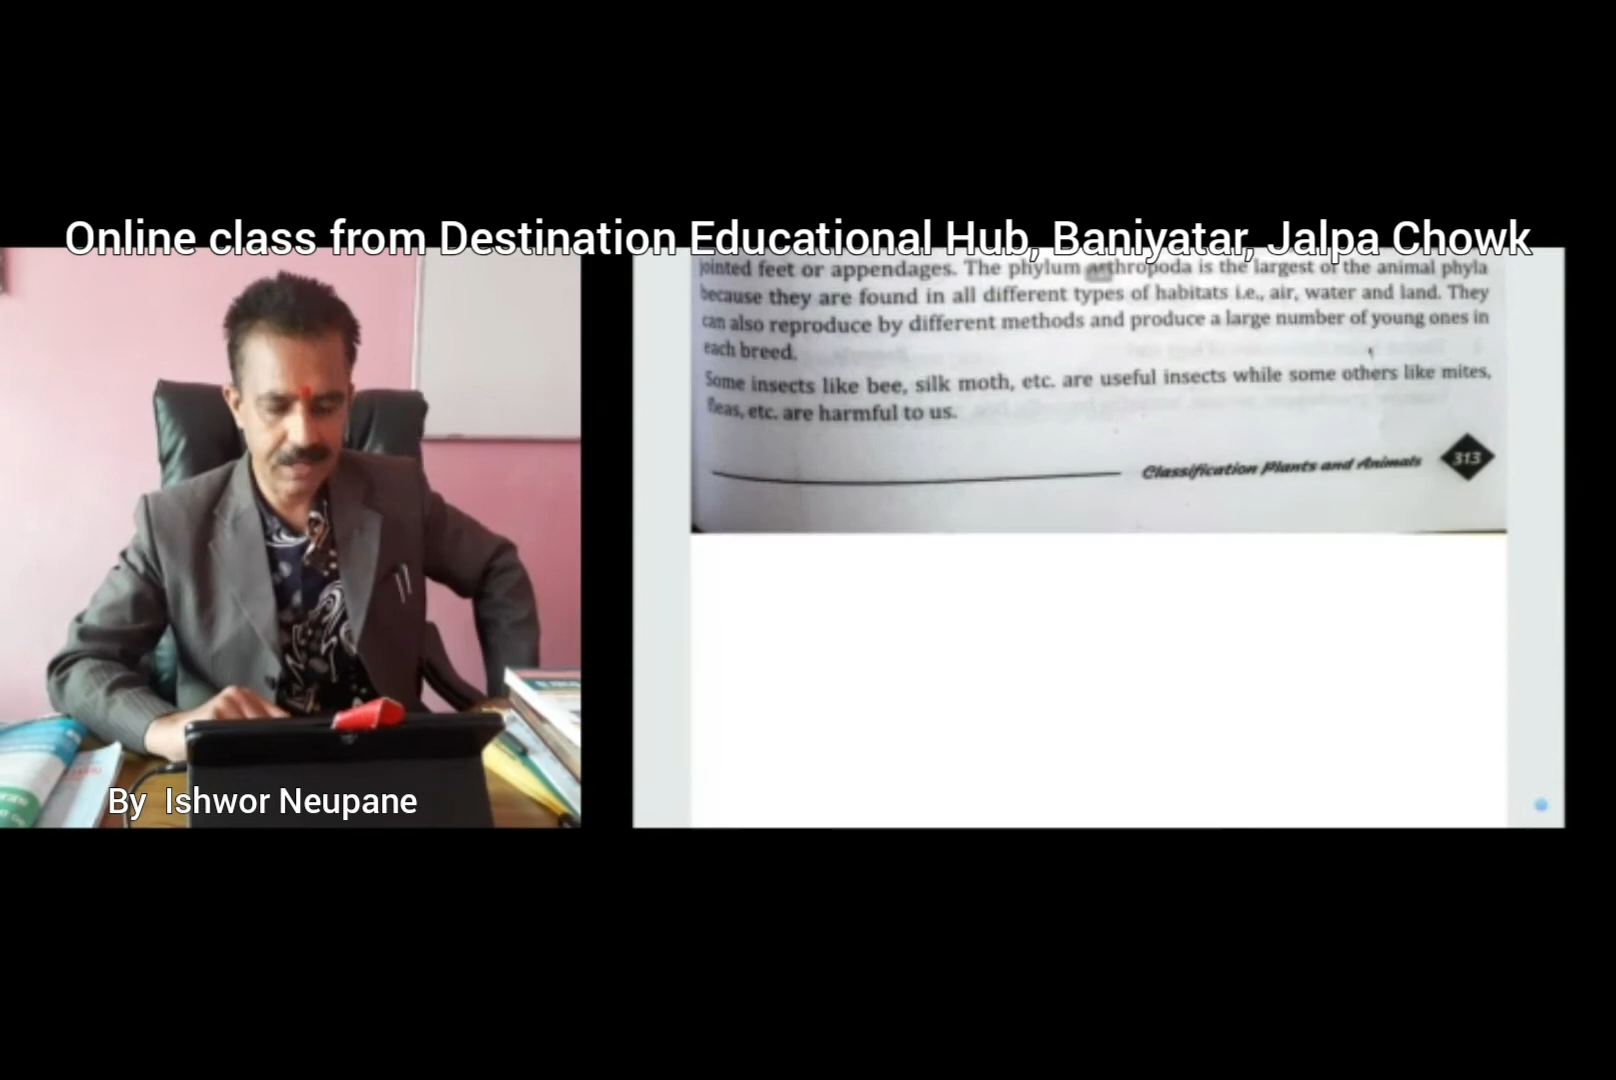 Online class from Destination Educational Hub, Baniyatar, Jalpa Chowk
jointed feet or appendages. The phylum arthropoda is the largest of the animal phyla
because they are found in all different types of habitats i.e., air, water and land. They
can also reproduce by different methods and produce a large number of young ones in
each breed.
Some insects like bee, silk moth, etc. are useful insects while some others like mites,
fleas, etc. are harmful to us.
Classification Plants and Animals 313
By Ishwor Neupane